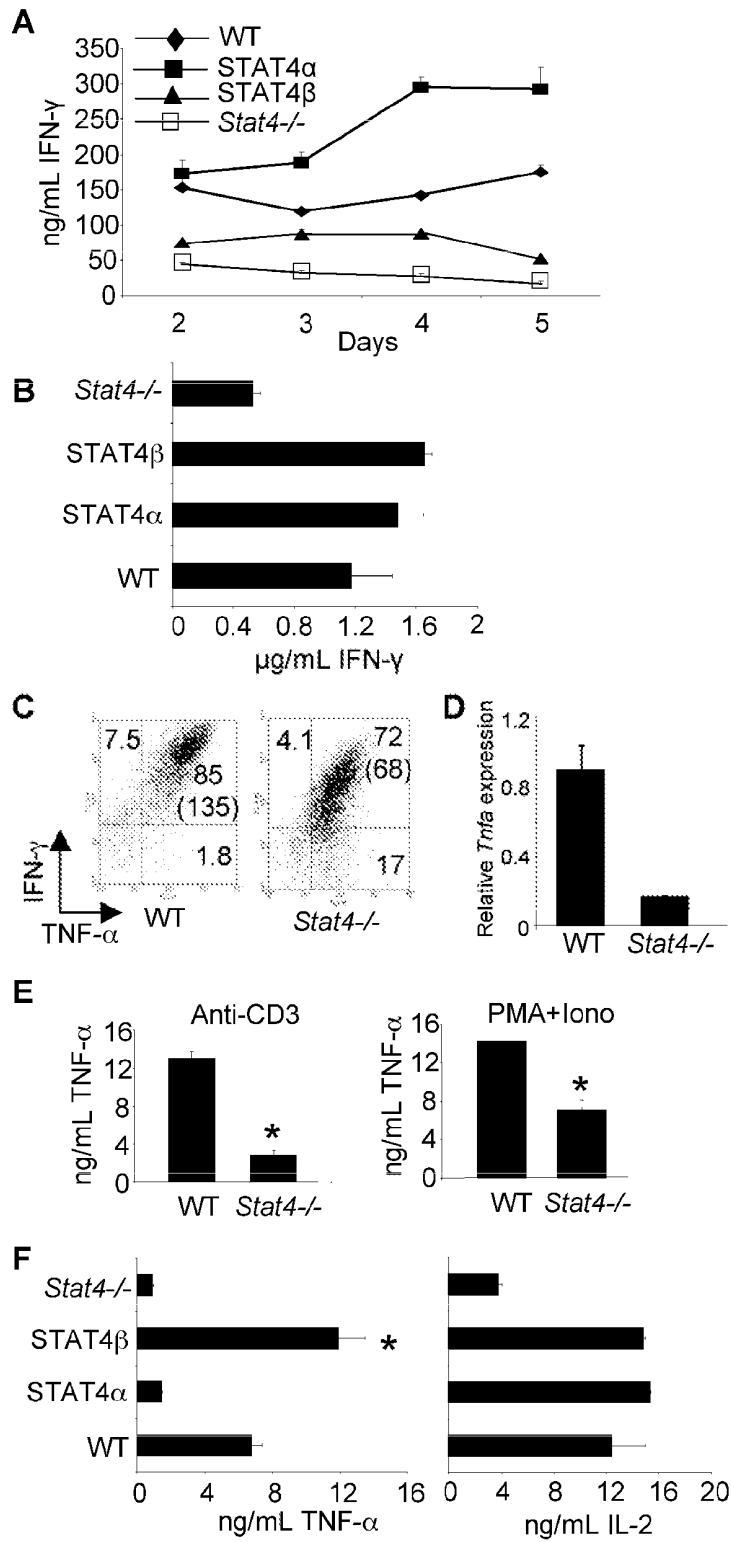 A
WT
STAT4α
STAT4β
Stat4-/-
ng/mL IFN-γ
350
300
250
200
150
100
50
0
2 3 4 5
Days
B
Stat4-/-
STAT4β
STAT4α
WT
0 0.4 0.8 1.2 1.6 2
µg/mL IFN-γ
C
7.5
85
(135)
1.8
4.1
72
(68)
17
IFN-γ
TNF-α
WT
Stat4-/-
D
Relative Tnfa expression
1.2
0.8
0.4
0
WT Stat4-/-
E
Anti-CD3
ng/mL TNF-α
16
12
8
4
0
*
WT Stat4-/-
PMA+Iono
ng/mL TNF-α
16
12
8
4
0
*
WT Stat4-/-
F
Stat4-/-
STAT4β
STAT4α
WT
*
0 4 8 12 16
ng/mL TNF-α
0 4 8 12 16 20
ng/mL IL-2